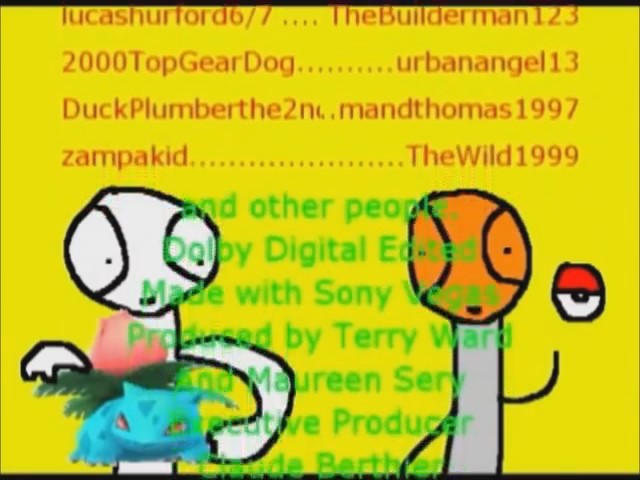 lucashurford6/7 .... TheBuilderman123
2000TopGearDog..........urbanangel13
DuckPlumberthe2n(..mandthomas1997
zampakid......................TheWild1999
and other people.
Dolby Digital Edited
Made with Sony Vegas
Produced by Terry Ward
And Maureen Sery
Executive Producer
Claude Berthier